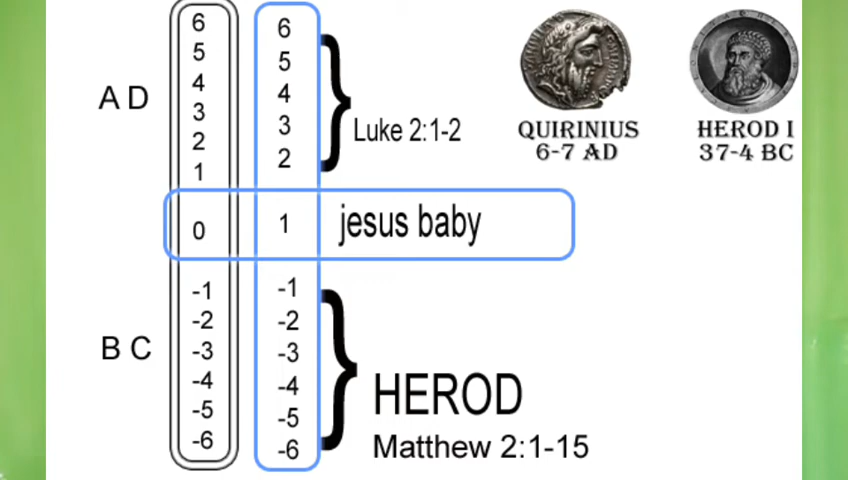 A D
6
5
4
3
2
1
0
B C
-1
-2
-3
-4
-5
-6
6
5
4
3
2
1
-1
-2
-3
-4
-5
-6
Luke 2:1-2
jesus baby
HEROD
Matthew 2:1-15
QUIRINIUS
6-7 AD
HEROD I
37-4 BC